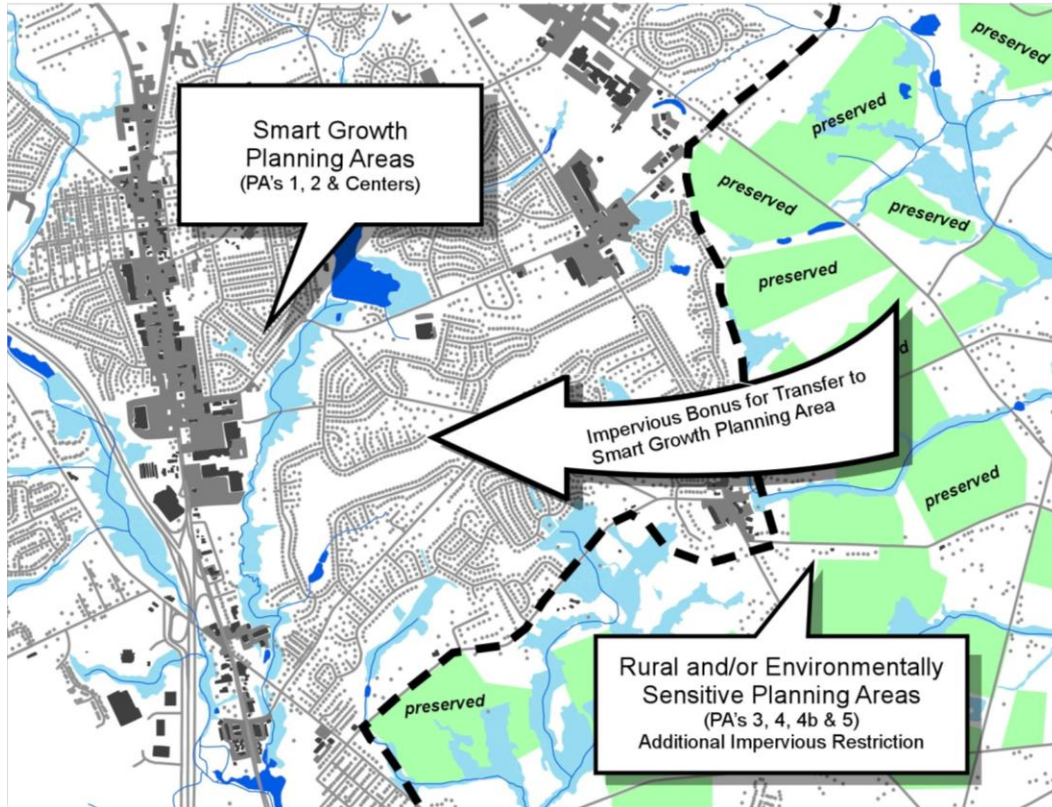 preserved
preserved
Smart Growth
Planning Areas
(PA's 1, 2 & Centers)
preserved
preserved
preserved
Impervious Bonus for Transfer to
Smart Growth Planning Area
preserved
Rural and/or Environmentally
Sensitive Planning Areas
(PA's 3, 4, 4b & 5)
Additional Impervious Restriction
preserved